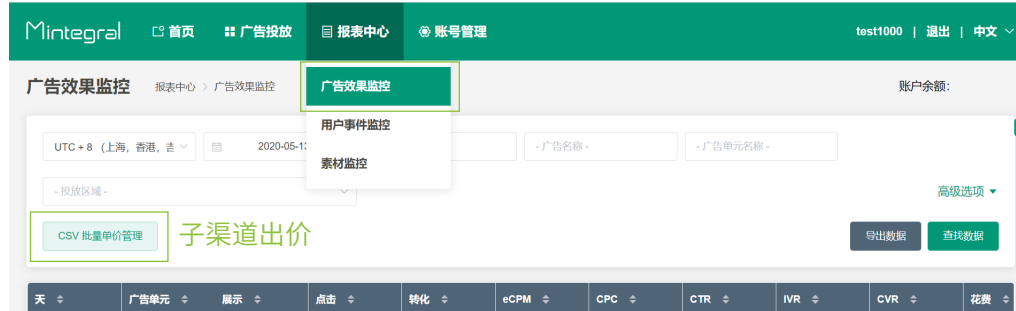 Mintegral 首页 广告投放 报表中心 账号管理 test1000 | 退出 | 中文
广告效果监控 报表中心 > 广告效果监控 广告效果监控 账户余额:
用户事件监控
UTC + 8 (上海, 香港, 2020-05-13 - 广告名称 - - 广告单元名称 -
素材监控
- 投放区域 - 高级选项
CSV 批量单价管理 子渠道出价 导出数据 查找数据
天 广告单元 展示 点击 转化 eCPM CPC CTR IVR CVR 花费